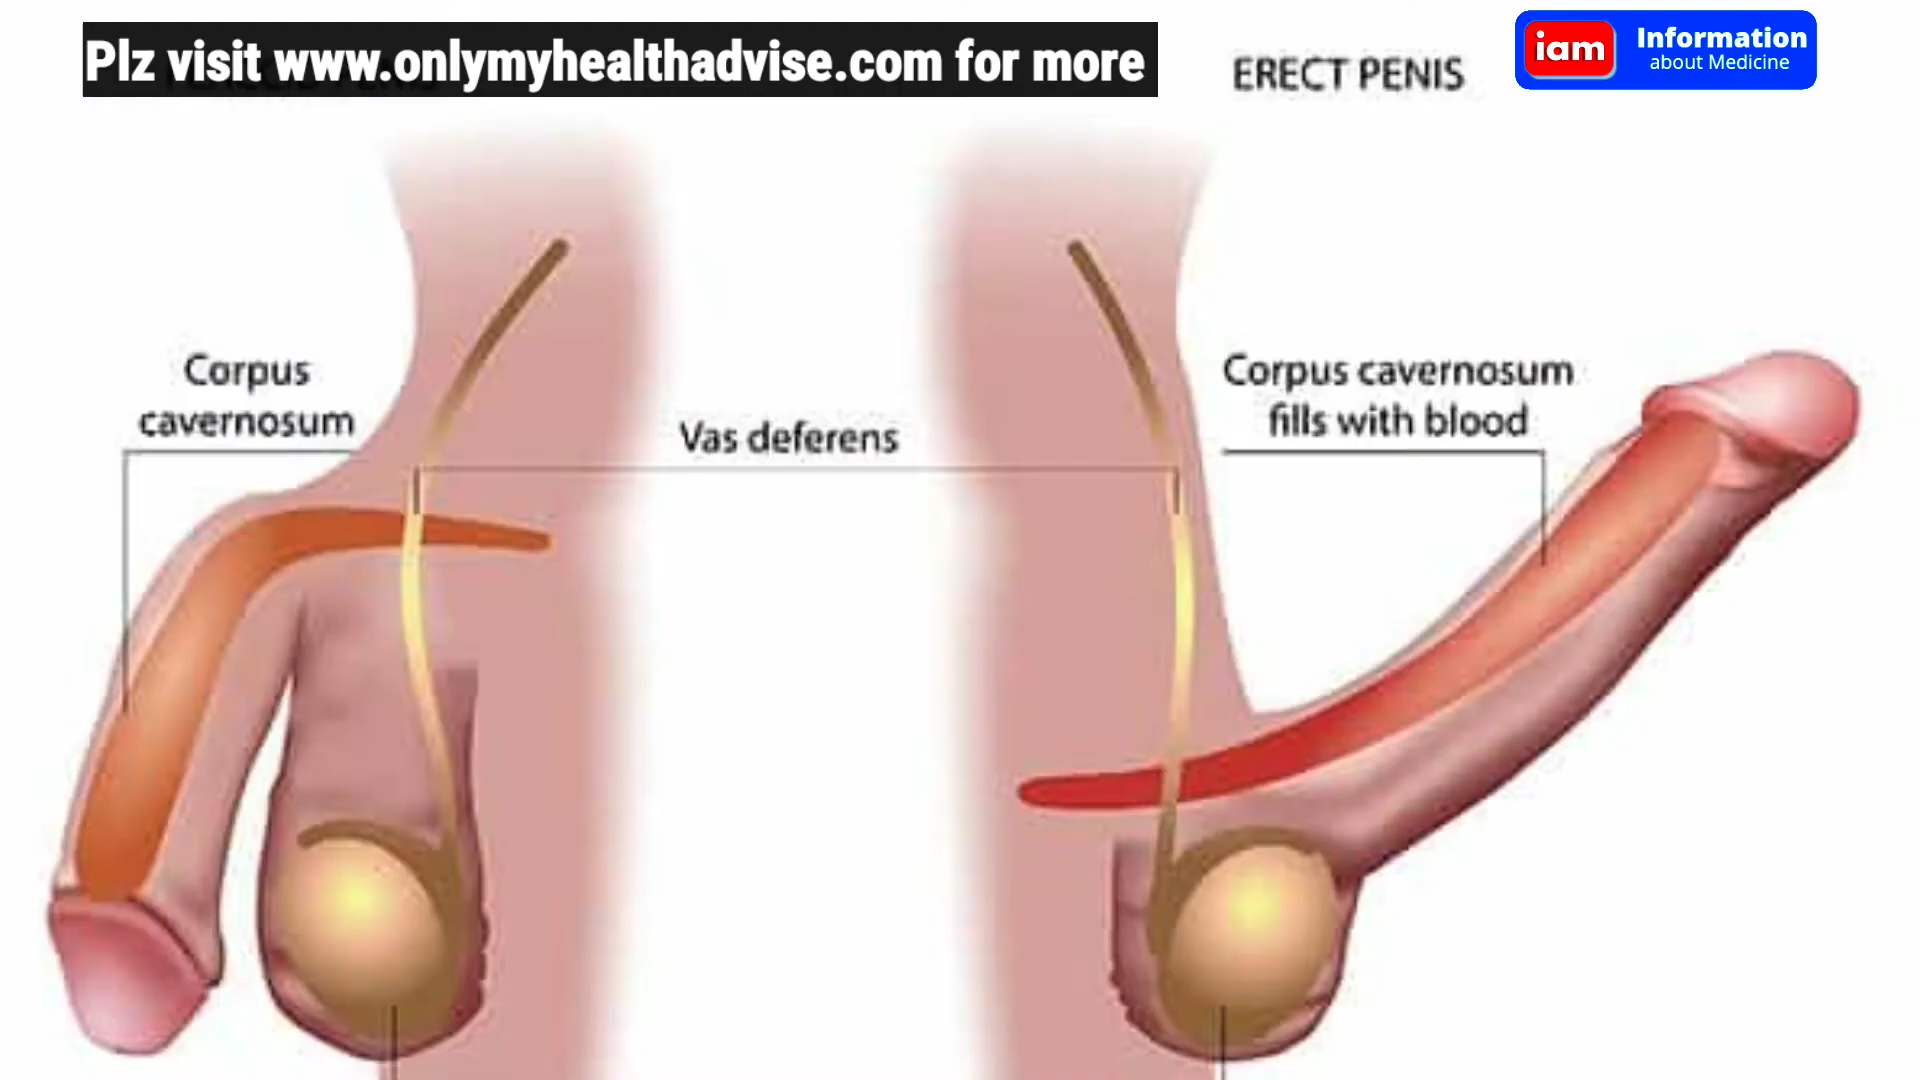 Plz visit www.onlymyhealthadvise.com for more
ERECT PENIS
iam
Information
about Medicine
Corpus
cavernosum
Vas deferens
Corpus cavernosum
fills with blood